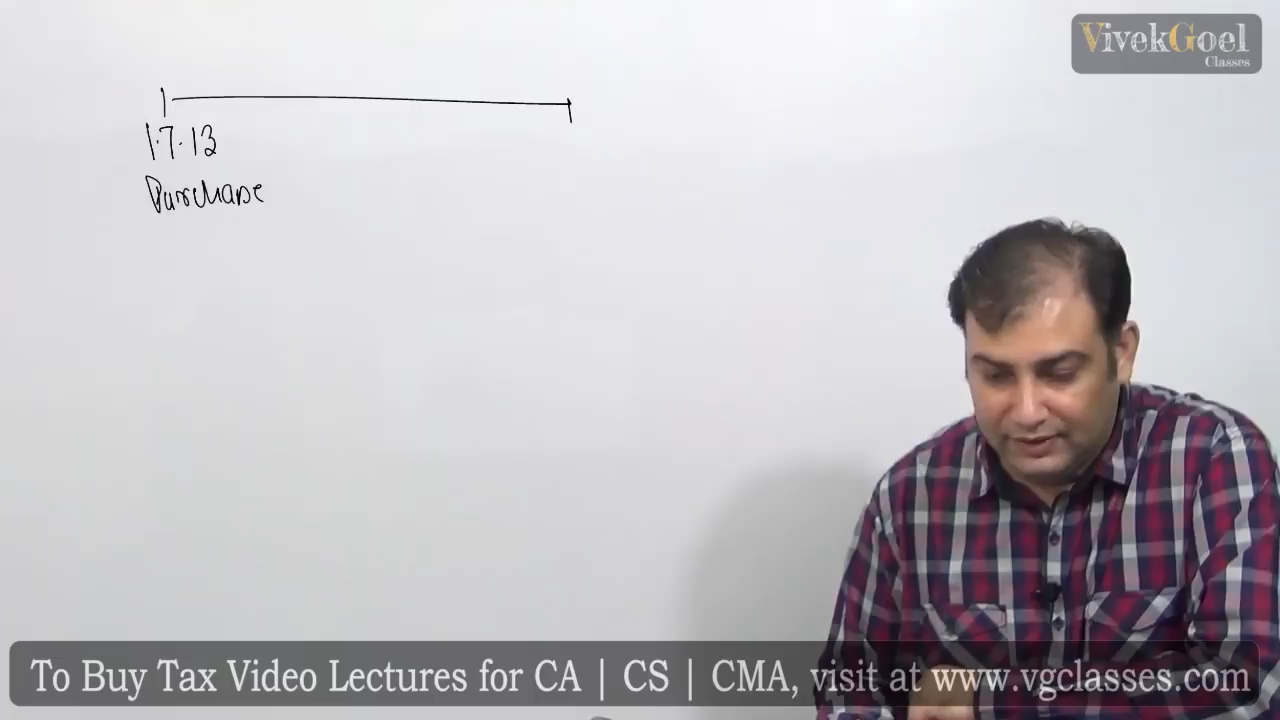 VivekGoel
Classes
1.7.13
Purchase
To Buy Tax Video Lectures for CA | CS | CMA, visit at www.vgclasses.com